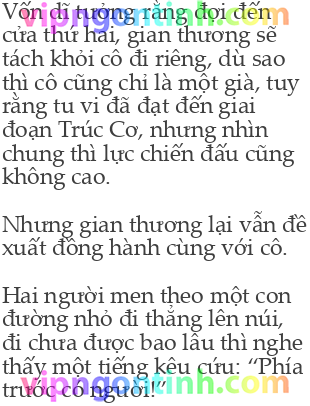 Vốn dĩ tưởng rằng đợi đến
cửa thứ hai, gian thương sẽ
tách khỏi cô đi riêng, dù sao
thì cô cũng chỉ là một già, tuy
rằng tu vi đã đạt đến giai
đoạn Trúc Cơ, nhưng nhìn
chung thì lực chiến đấu cũng
không cao.
Nhưng gian thương lại vẫn đề
xuất đồng hành cùng với cô.
Hai người men theo một con
đường nhỏ đi thẳng lên núi,
đi chưa được bao lâu thì nghe
thấy một tiếng kêu cứu: “Phía
trước có người!”
vipngontinh.com
vipngontinh.com